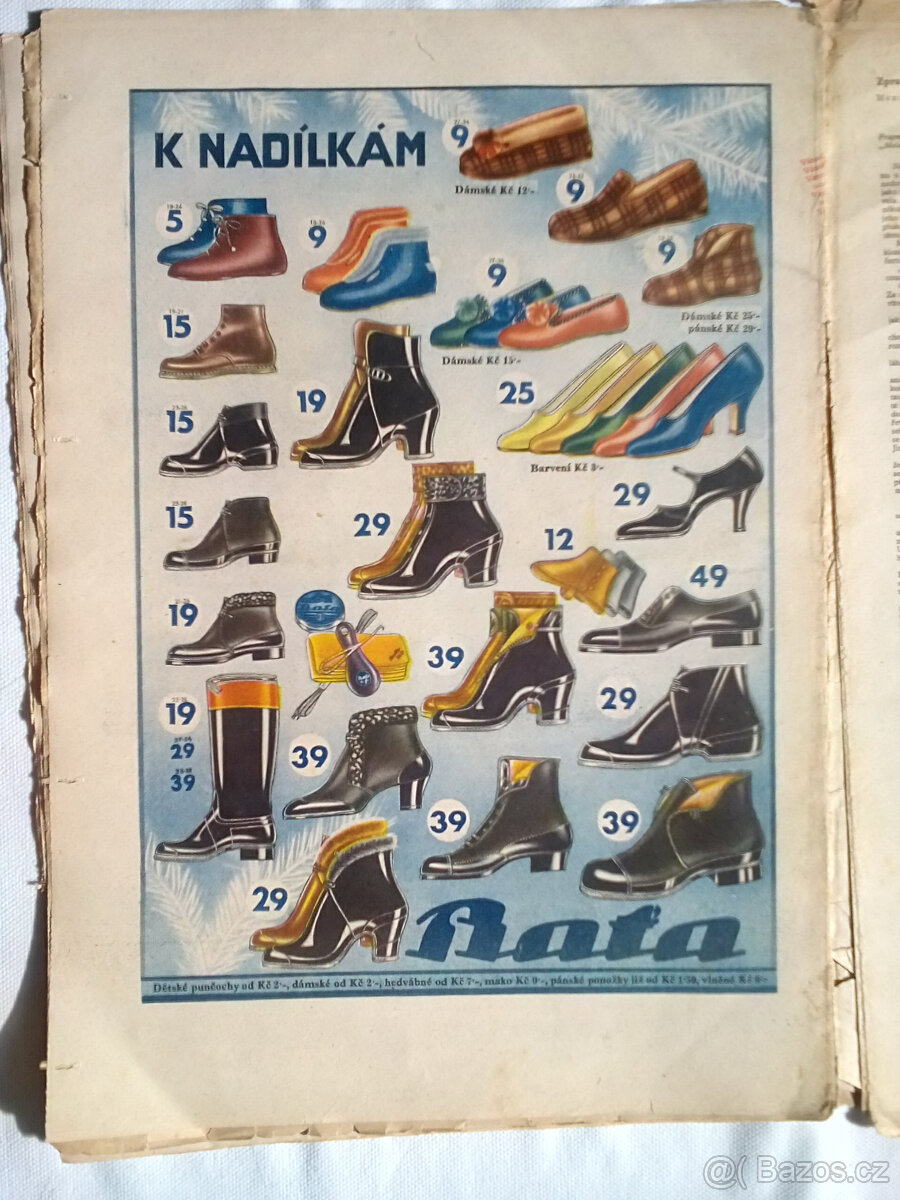 K NADÍLKÁM
9
Dámské Kč 12·-
9
9
Dámské Kč 25·-
pánské Kč 29·-
5
9
9
Dámské Kč 15·-
15
19
25
Barvení Kč 3·-
15
29
29
15
12
49
19
39
29
19
29
39
39
39
39
29
Baťa
Dětské punčochy od Kč 2·-, dámské od Kč 2·-, hedvábné od Kč 7·-, mako Kč 9·-, pánské ponožky již od Kč 1·50, vlněné Kč 6·-
@( Bazos.cz